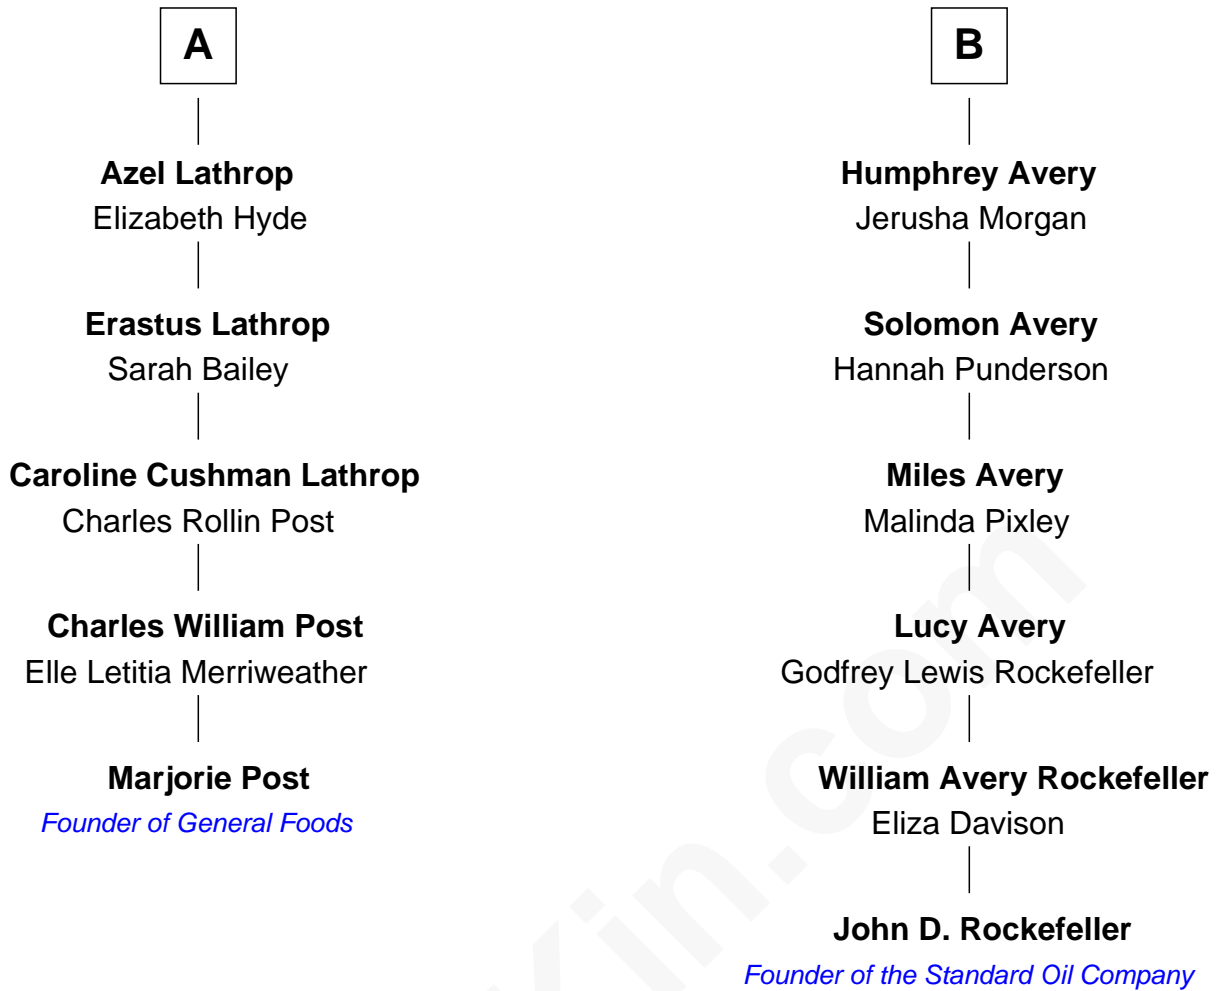 A
Azel Lathrop
Elizabeth Hyde
Erastus Lathrop
Sarah Bailey
Caroline Cushman Lathrop
Charles Rollin Post
Charles William Post
Elle Letitia Merriweather
Marjorie Post
Founder of General Foods
B
Humphrey Avery
Jerusha Morgan
Solomon Avery
Hannah Punderson
Miles Avery
Malinda Pixley
Lucy Avery
Godfrey Lewis Rockefeller
William Avery Rockefeller
Eliza Davison
John D. Rockefeller
Founder of the Standard Oil Company
Kin.com